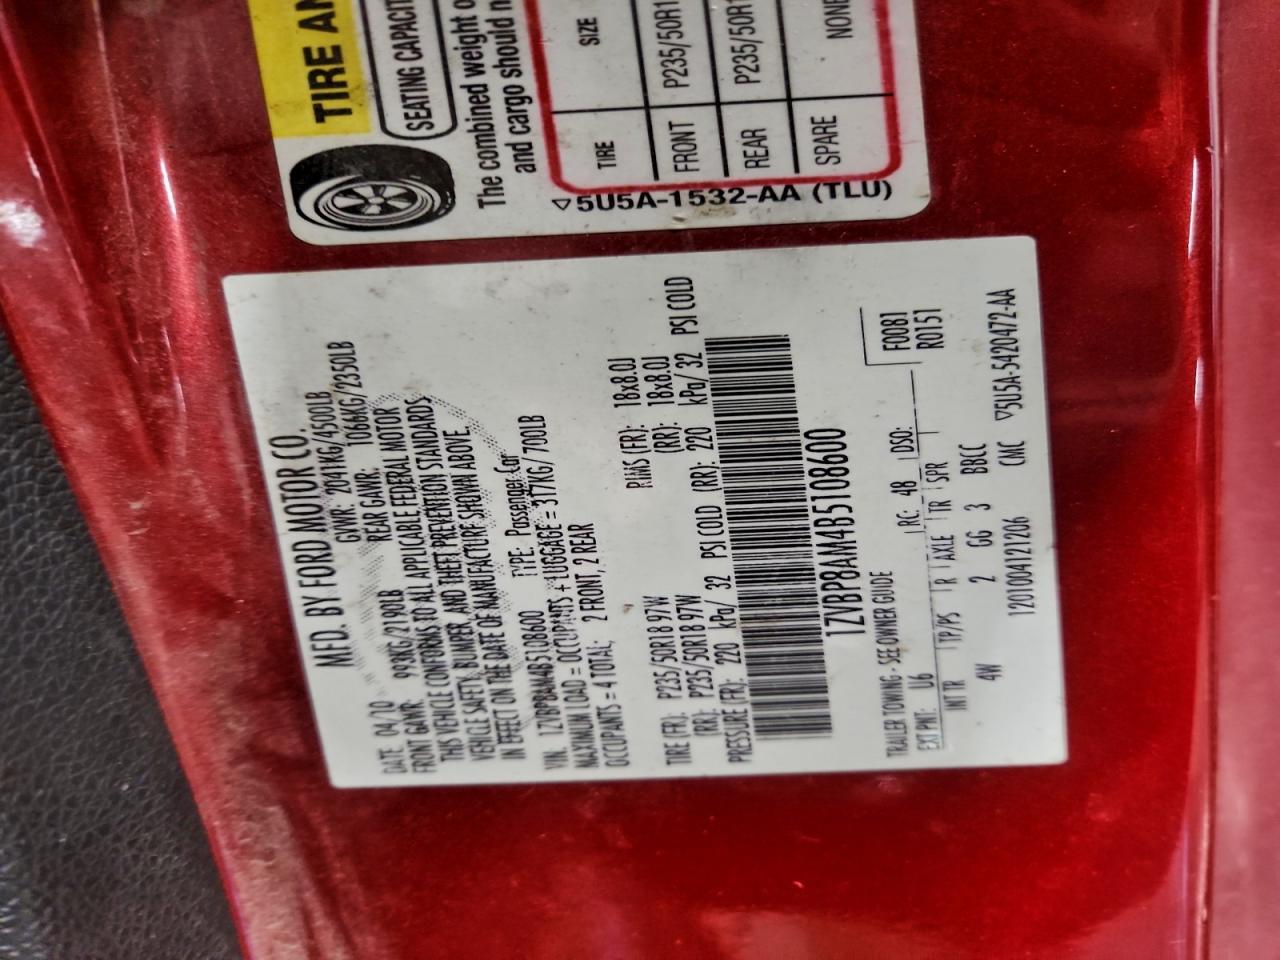 TIRE AN
SEATING CAPACIT
The combined weight o
and cargo should n
TIRE SIZE
FRONT P235/50R1
REAR P235/50R1
SPARE NONE
◁5U5A-1532-AA (TLU)
MFD. BY FORD MOTOR CO.
DATE: 04/10 GVWR: 2041KG/4500LB
FRONT GAWR: 993KG/2190LB REAR GAWR: 1066KG/2350LB
THIS VEHICLE CONFORMS TO ALL APPLICABLE FEDERAL MOTOR
VEHICLE SAFETY, BUMPER, AND THEFT PREVENTION STANDARDS
IN EFFECT ON THE DATE OF MANUFACTURE SHOWN ABOVE.
VIN: 1ZVBP8AM4B5108600 TYPE: Passenger Car
MAXIMUM LOAD = OCCUPANTS + LUGGAGE = 317KG/700LB
OCCUPANTS = 4 TOTAL: 2 FRONT, 2 REAR
TIRE (FR): P235/50R18 97W RIMS (FR): 18x8.0J
(RR): P235/50R18 97W (RR): 18x8.0J
PRESSURE (FR): 220 kPa/ 32 PSI COLD (RR): 220 kPa/ 32 PSI COLD
1ZVBP8AM4B5108600
TRAILER TOWING - SEE OWNER GUIDE F0081
EXT PNT: U6 RC: 48 DSO: R0151
INT TR TP/PS R AXLE TR SPR
4W 2 GG 3 BBCC
120100412120​6 CMC ▽5U5A-5420472-AA